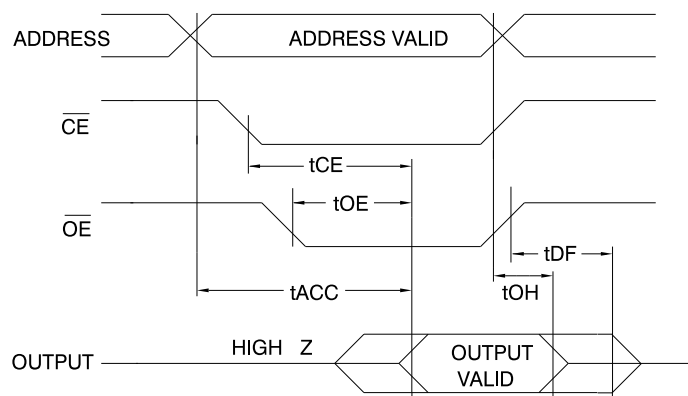 ADDRESS
ADDRESS VALID
CE
tCE
tOE
OE
tDF
tACC
tOH
HIGH Z
OUTPUT
OUTPUT
VALID